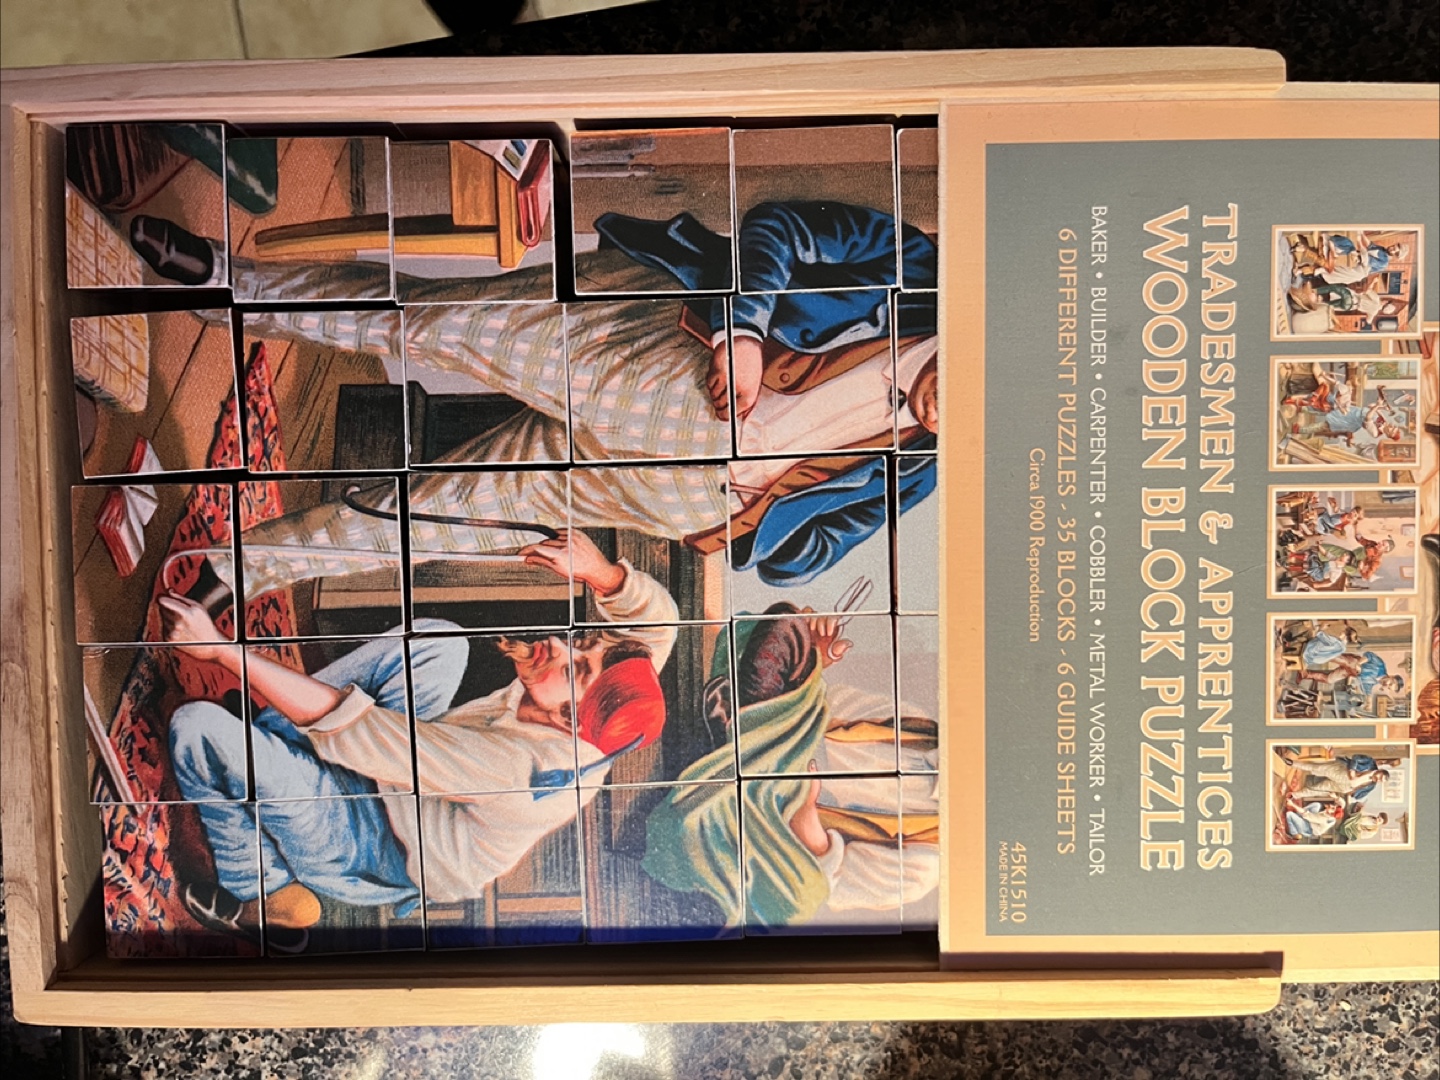 TRADESMEN & APPRENTICES
WOODEN BLOCK PUZZLE
BAKER • BUILDER • CARPENTER • COBBLER • METAL WORKER • TAILOR
6 DIFFERENT PUZZLES - 35 BLOCKS - 6 GUIDE SHEETS
Circa 1900 Reproduction
45K1510
MADE IN CHINA